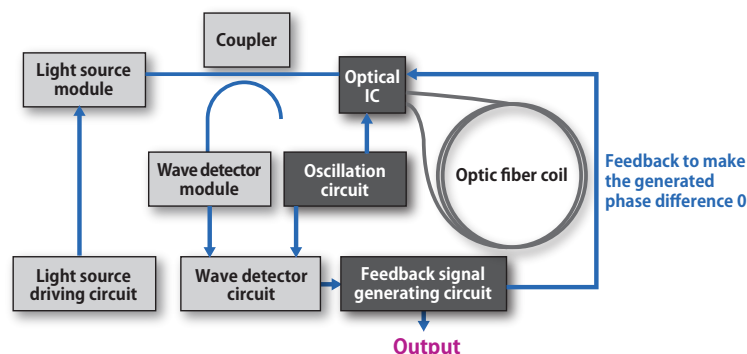 Coupler
Light source
module
Optical
IC
Wave detector
module
Oscillation
circuit
Optic fiber coil
Feedback to make
the generated
phase difference 0
Light source
driving circuit
Wave detector
circuit
Feedback signal
generating circuit
Output